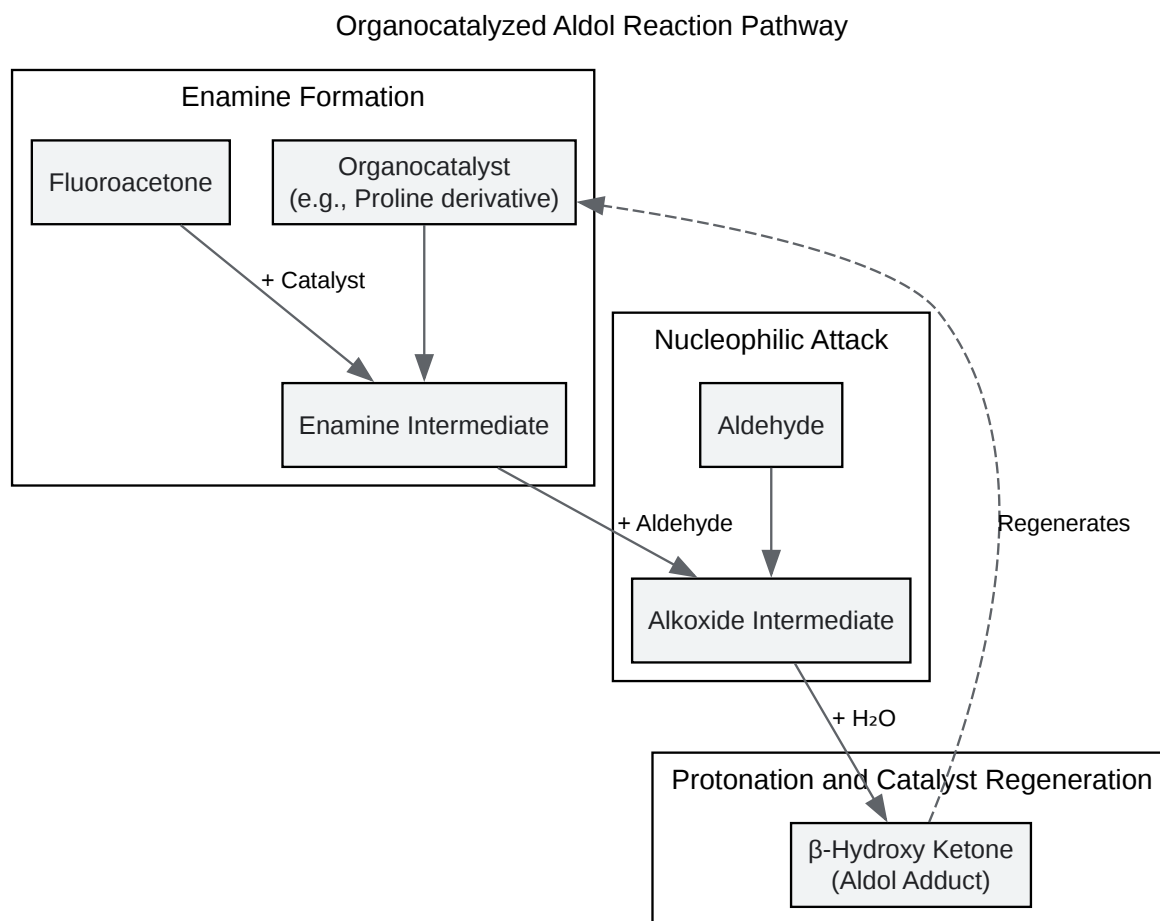 Organocatalyzed Aldol Reaction Pathway
Enamine Formation
Fluoroacetone
Organocatalyst
(e.g., Proline derivative)
+ Catalyst
Enamine Intermediate
Nucleophilic Attack
Aldehyde
+ Aldehyde
Regenerates
Alkoxide Intermediate
+ H₂O
Protonation and Catalyst Regeneration
β-Hydroxy Ketone
(Aldol Adduct)